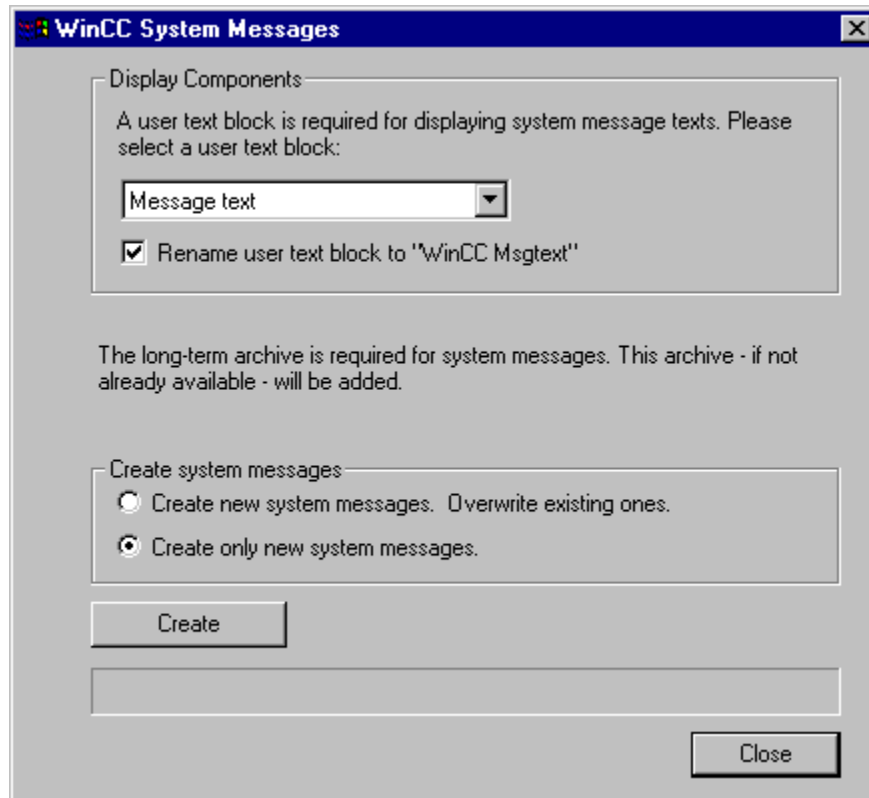 WinCC System Messages
Display Components
A user text block is required for displaying system message texts. Please
select a user text block:
Message text
Rename user text block to "WinCC Msgtext"
The long-term archive is required for system messages. This archive - if not
already available - will be added.
Create system messages
Create new system messages.  Overwrite existing ones.
Create only new system messages.
Create
Close